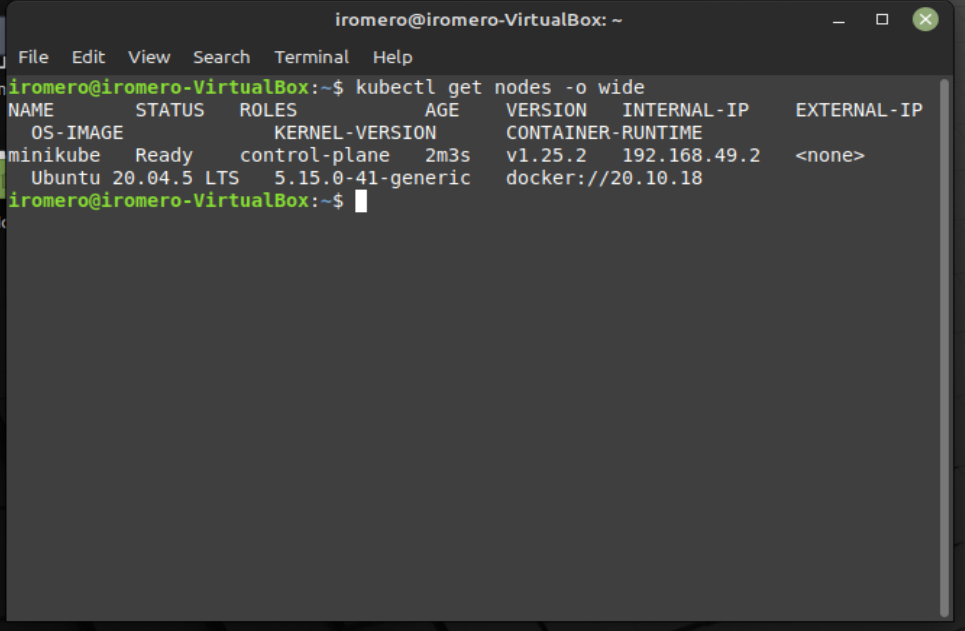 iromero@iromero-VirtualBox: ~
File Edit View Search Terminal Help
iromero@iromero-VirtualBox:~$ kubectl get nodes -o wide
NAME       STATUS   ROLES           AGE    VERSION   INTERNAL-IP    EXTERNAL-IP
  OS-IMAGE             KERNEL-VERSION      CONTAINER-RUNTIME
minikube   Ready    control-plane   2m3s   v1.25.2   192.168.49.2   <none>
  Ubuntu 20.04.5 LTS   5.15.0-41-generic   docker://20.10.18
iromero@iromero-VirtualBox:~$